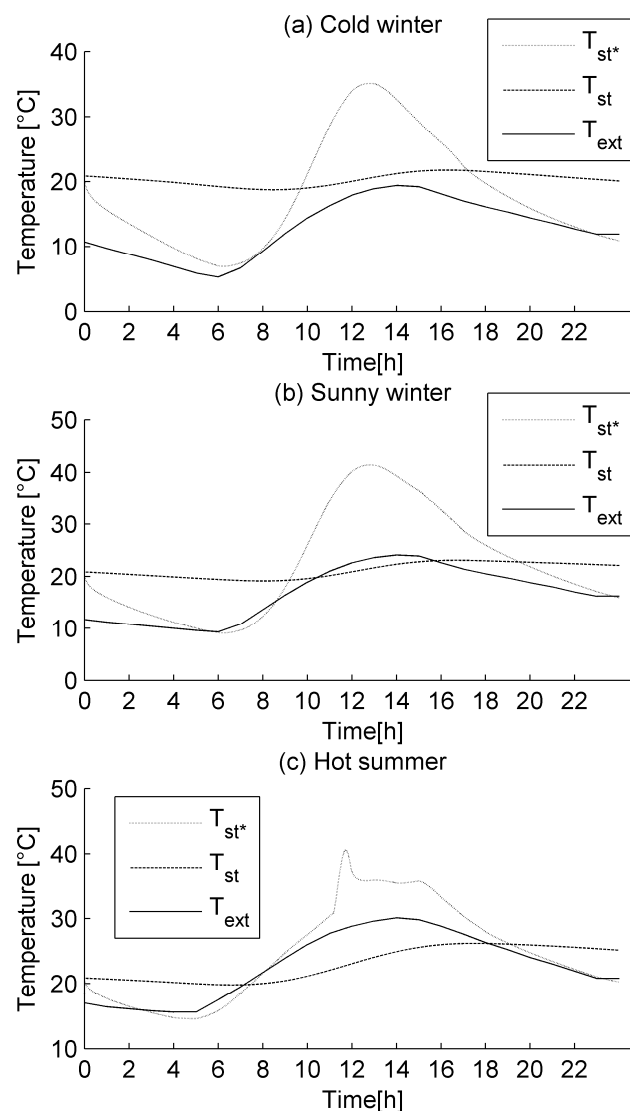 (a) Cold winter
Temperature [°C]
40
30
20
10
0
T_st*
T_st
T_ext
0 2 4 6 8 10 12 14 16 18 20 22
Time[h]
(b) Sunny winter
Temperature [°C]
50
40
30
20
10
0
T_st*
T_st
T_ext
0 2 4 6 8 10 12 14 16 18 20 22
Time[h]
(c) Hot summer
Temperature [°C]
50
40
30
20
10
T_st*
T_st
T_ext
0 2 4 6 8 10 12 14 16 18 20 22
Time[h]